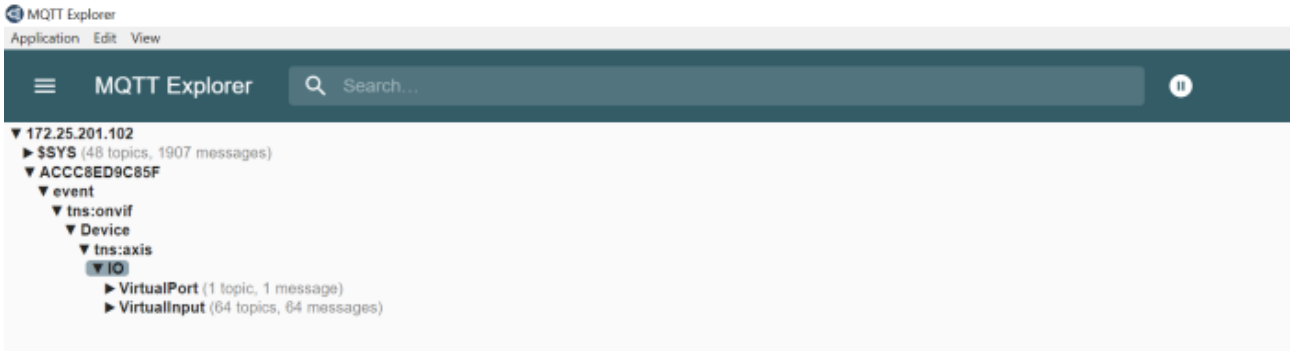 MQTT Explorer
Application Edit View
MQTT Explorer Search...
▼ 172.25.201.102
▶ $SYS (48 topics, 1907 messages)
▼ ACCC8ED9C85F
▼ event
▼ tns:onvif
▼ Device
▼ tns:axis
▼ IO
▶ VirtualPort (1 topic, 1 message)
▶ VirtualInput (64 topics, 64 messages)